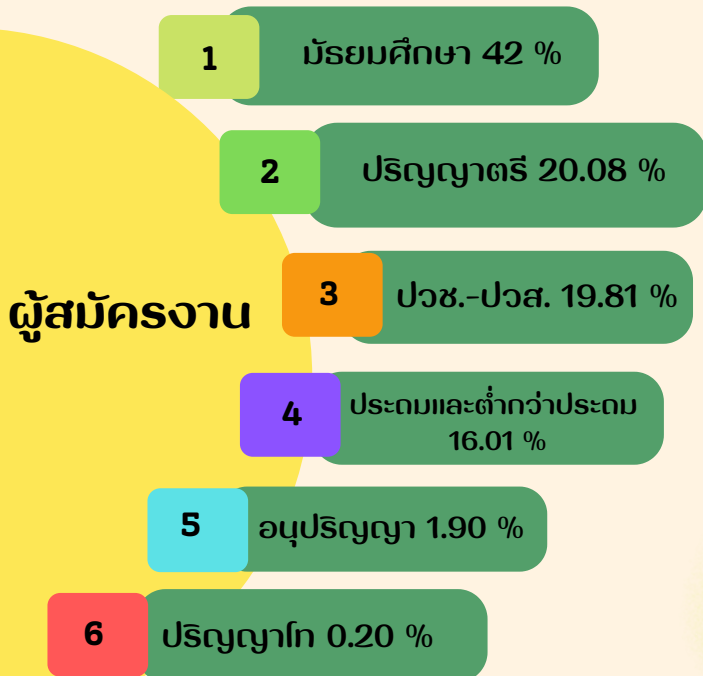 1
มัธยมศึกษา 42 %
2
ปริญญาตรี 20.08 %
ผู้สมัครงาน
3
ปวช.-ปวส. 19.81 %
4
ประถมและต่ำกว่าประถม
16.01 %
5
อนุปริญญา 1.90 %
6
ปริญญาโท 0.20 %